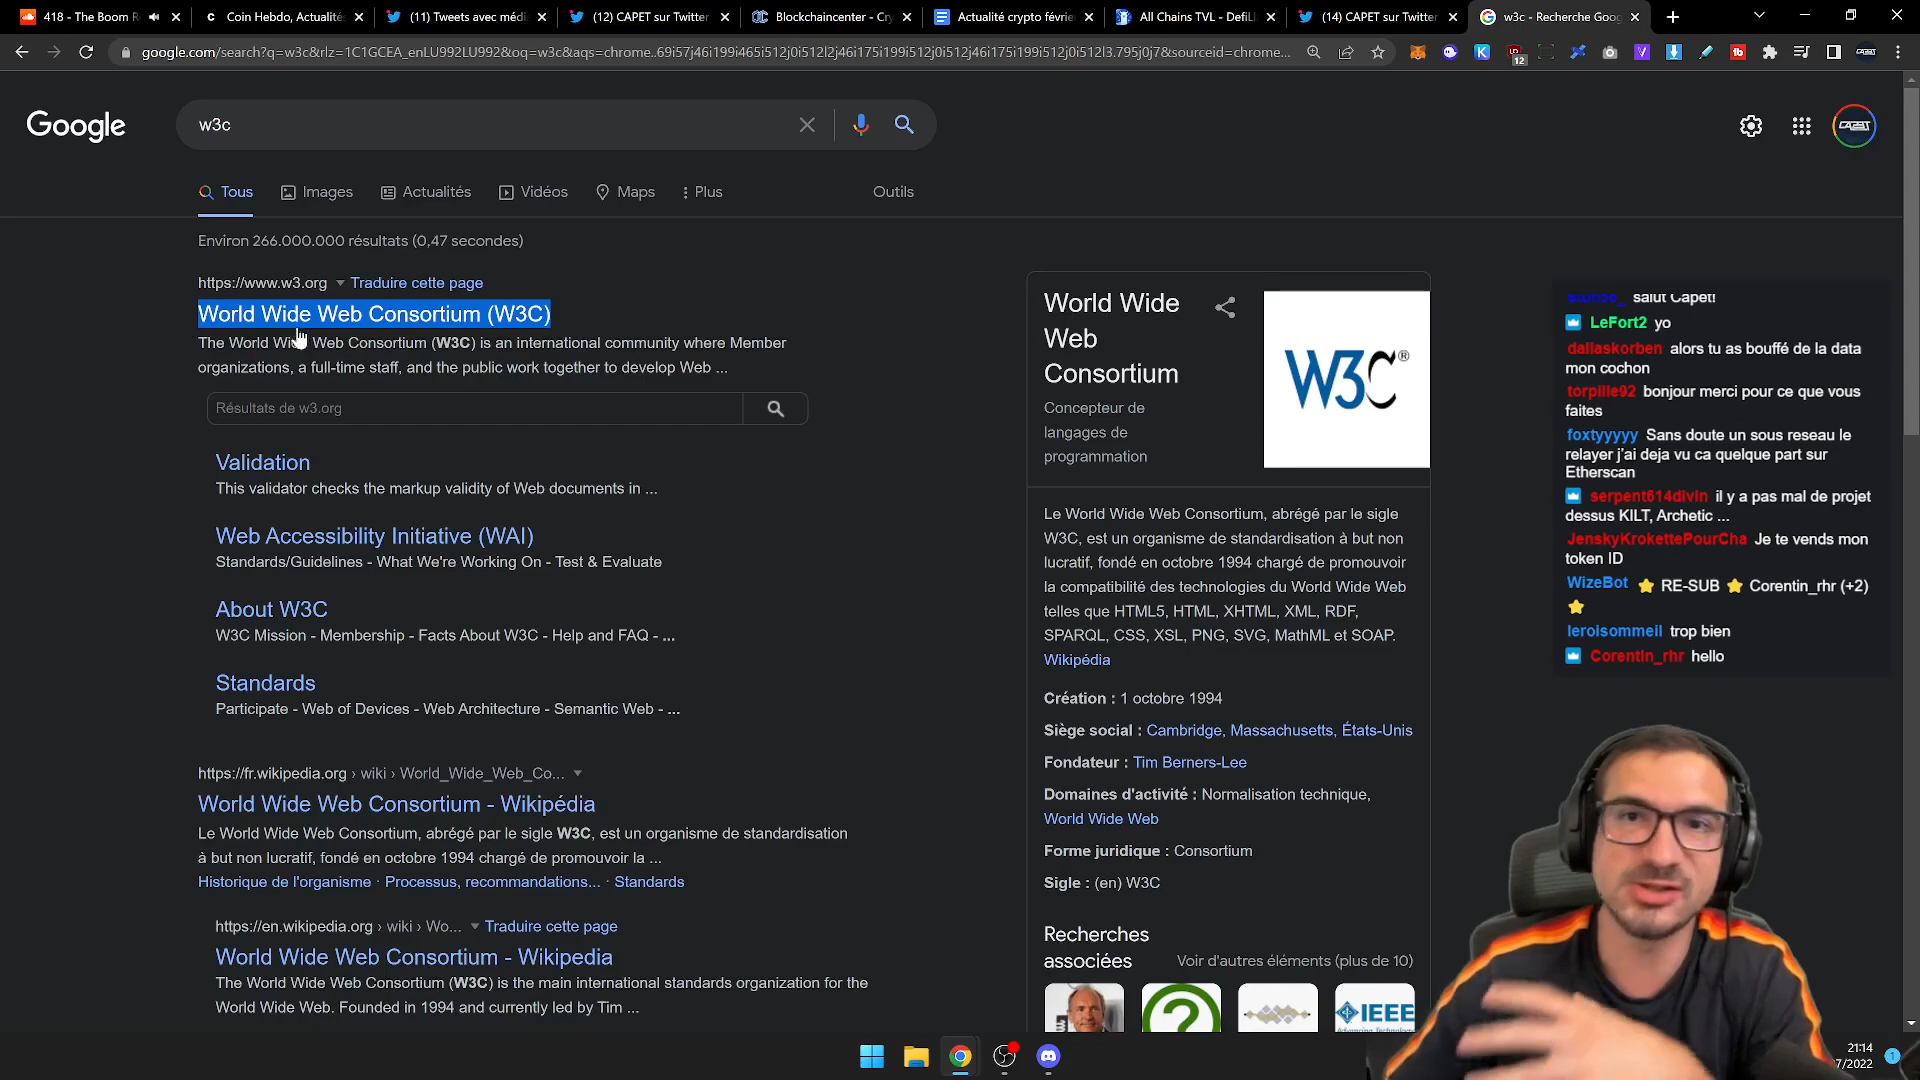 418 - The Boom R
Coin Hebdo, Actualité
(11) Tweets avec médi
(12) CAPET sur Twitter
Blockchaincenter - Cry
Actualité crypto févrie
All Chains TVL - DefiLl
(14) CAPET sur Twitter
w3c - Recherche Goog
google.com/search?q=w3c&rlz=1C1GCEA_enLU992LU992&oq=w3c&aqs=chrome..69i57j46i199i465i512j0i512l2j46i175i199i512j0i512j46i175i199i512j0i512l3.795j0j7&sourceid=chrome...
12
Google
w3c
CAPET
Tous
Images
Actualités
Vidéos
Maps
Plus
Outils
Environ 266.000.000 résultats (0,47 secondes)
https://www.w3.org Traduire cette page
World Wide Web Consortium (W3C)
The World Wide Web Consortium (W3C) is an international community where Member
organizations, a full-time staff, and the public work together to develop Web ...
Résultats de w3.org
Validation
This validator checks the markup validity of Web documents in ...
Web Accessibility Initiative (WAI)
Standards/Guidelines - What We're Working On - Test & Evaluate
About W3C
W3C Mission - Membership - Facts About W3C - Help and FAQ - ...
Standards
Participate - Web of Devices - Web Architecture - Semantic Web - ...
https://fr.wikipedia.org › wiki › World_Wide_Web_Co...
World Wide Web Consortium - Wikipédia
Le World Wide Web Consortium, abrégé par le sigle W3C, est un organisme de standardisation
à but non lucratif, fondé en octobre 1994 chargé de promouvoir la ...
Historique de l'organisme · Processus, recommandations... · Standards
https://en.wikipedia.org › wiki › Wo... Traduire cette page
World Wide Web Consortium - Wikipedia
The World Wide Web Consortium (W3C) is the main international standards organization for the
World Wide Web. Founded in 1994 and currently led by Tim ...
World Wide
Web
Consortium
Concepteur de
langages de
programmation
W3C®
Le World Wide Web Consortium, abrégé par le sigle
W3C, est un organisme de standardisation à but non
lucratif, fondé en octobre 1994 chargé de promouvoir
la compatibilité des technologies du World Wide Web
telles que HTML5, HTML, XHTML, XML, RDF,
SPARQL, CSS, XSL, PNG, SVG, MathML et SOAP.
Wikipédia
Création : 1 octobre 1994
Siège social : Cambridge, Massachusetts, États-Unis
Fondateur : Tim Berners-Lee
Domaines d'activité : Normalisation technique,
World Wide Web
Forme juridique : Consortium
Sigle : (en) W3C
Recherches
associées
Voir d'autres éléments (plus de 10)
IEEE
salut Capet!
LeFort2 yo
dallaskorben alors tu as bouffé de la data
mon cochon
torpille92 bonjour merci pour ce que vous
faites
foxtyyyyy Sans doute un sous reseau le
relayer j'ai deja vu ca quelque part sur
Etherscan
serpent614divin il y a pas mal de projet
dessus KILT, Archetic ...
JenskyKrokettePourCha Je te vends mon
token ID
WizeBot RE-SUB Corentin_rhr (+2)
leroisommeil trop bien
Corentin_rhr hello
21:14
7/2022
1